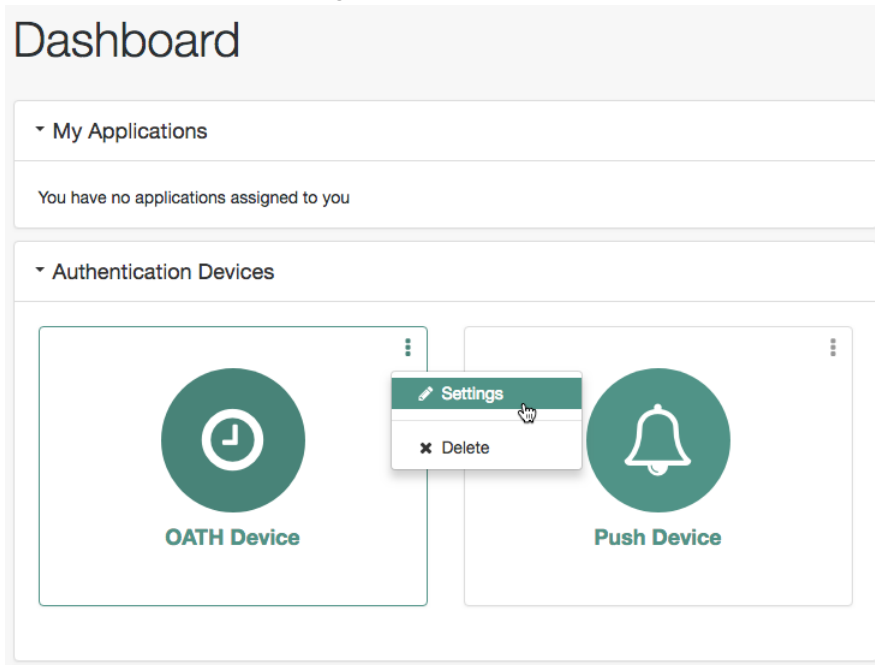 Dashboard
My Applications
You have no applications assigned to you
Authentication Devices
Settings
Delete
OATH Device
Push Device